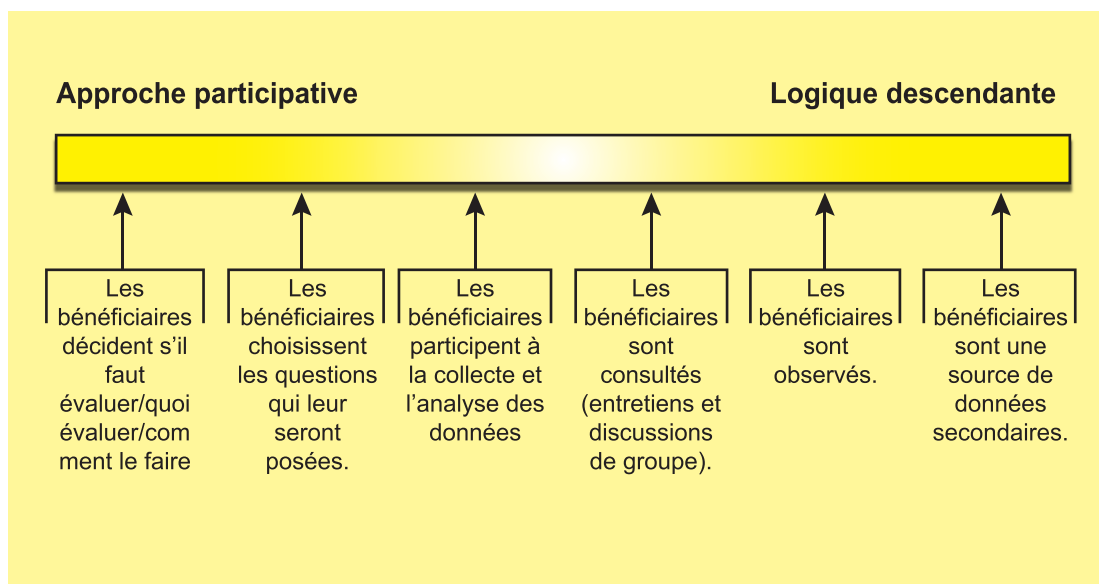 Approche participative
Logique descendante
Les
bénéficiaires
décident s’il
faut
évaluer/quoi
évaluer/com
ment le faire
Les
bénéficiaires
choisissent
les questions
qui leur
seront
posées.
Les
bénéficiaires
participent à
la collecte et
l’analyse des
données
Les
bénéficiaires
sont
consultés
(entretiens et
discussions
de groupe).
Les
bénéficiaires
sont
observés.
Les
bénéficiaires
sont une
source de
données
secondaires.